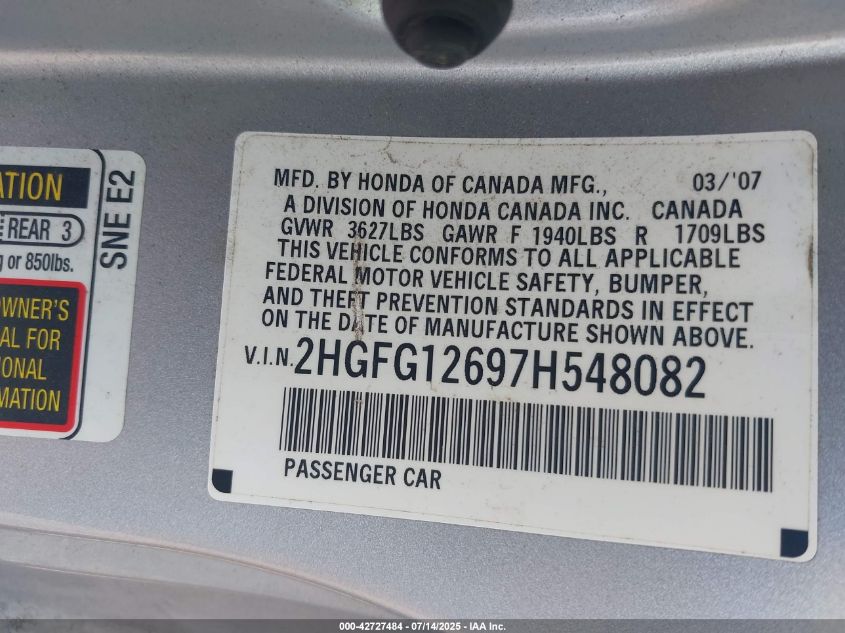 ATION
REAR 3
g or 850lbs.
OWNER'S
AL FOR
IONAL
MATION
SNE E2
MFD. BY HONDA OF CANADA MFG., 03/'07
A DIVISION OF HONDA CANADA INC. CANADA
GVWR 3627LBS GAWR F 1940LBS R 1709LBS
THIS VEHICLE CONFORMS TO ALL APPLICABLE
FEDERAL MOTOR VEHICLE SAFETY, BUMPER,
AND THEFT PREVENTION STANDARDS IN EFFECT
ON THE DATE OF MANUFACTURE SHOWN ABOVE.
V.I.N. 2HGFG12697H548082
PASSENGER CAR
000-42727484 - 07/14/2025 - IAA Inc.